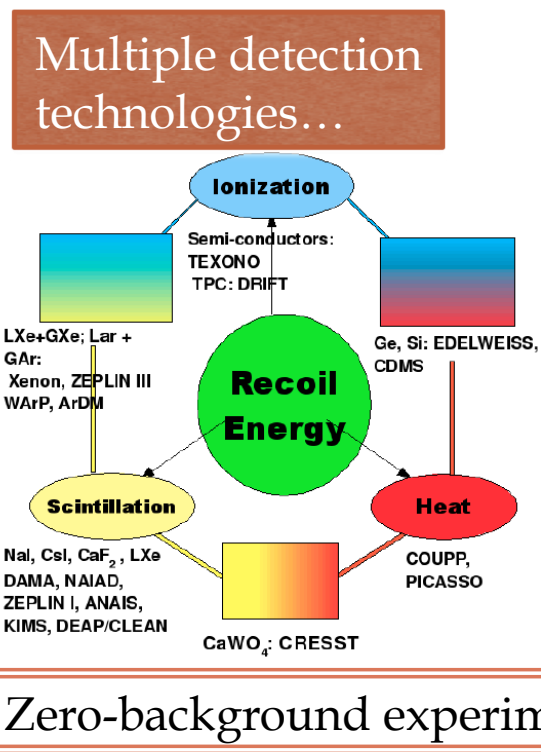 Multiple detection
technologies…
Ionization
Semi-conductors:
TEXONO
TPC: DRIFT
LXe+GXe; Lar +
GAr:
Xenon, ZEPLIN III
WArP, ArDM
Ge, Si: EDELWEISS,
CDMS
Recoil
Energy
Scintillation
Heat
NaI, CsI, CaF₂ , LXe
DAMA, NAIAD,
ZEPLIN I, ANAIS,
KIMS, DEAP/CLEAN
COUPP,
PICASSO
CaWO₄: CRESST
Zero-background experim